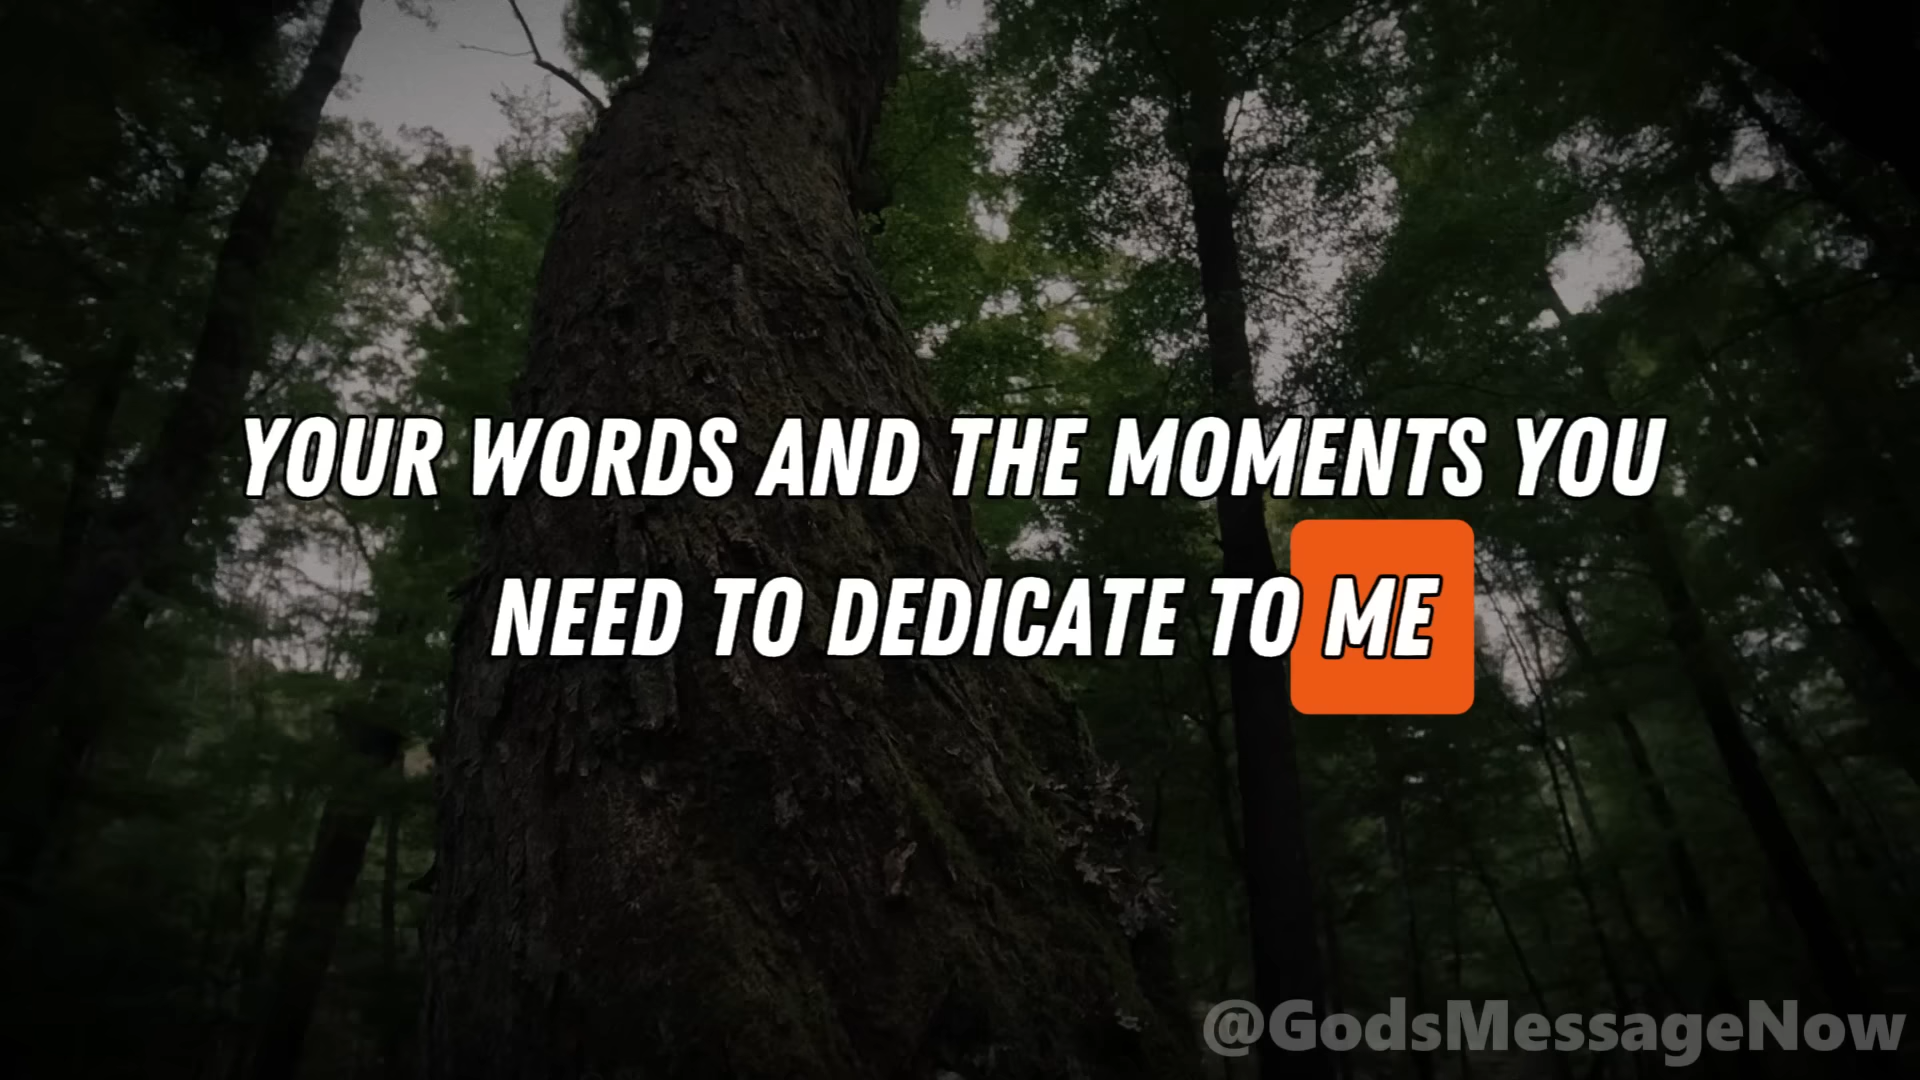 YOUR WORDS AND THE MOMENTS YOU
NEED TO DEDICATE TO ME
@GodsMessageNow